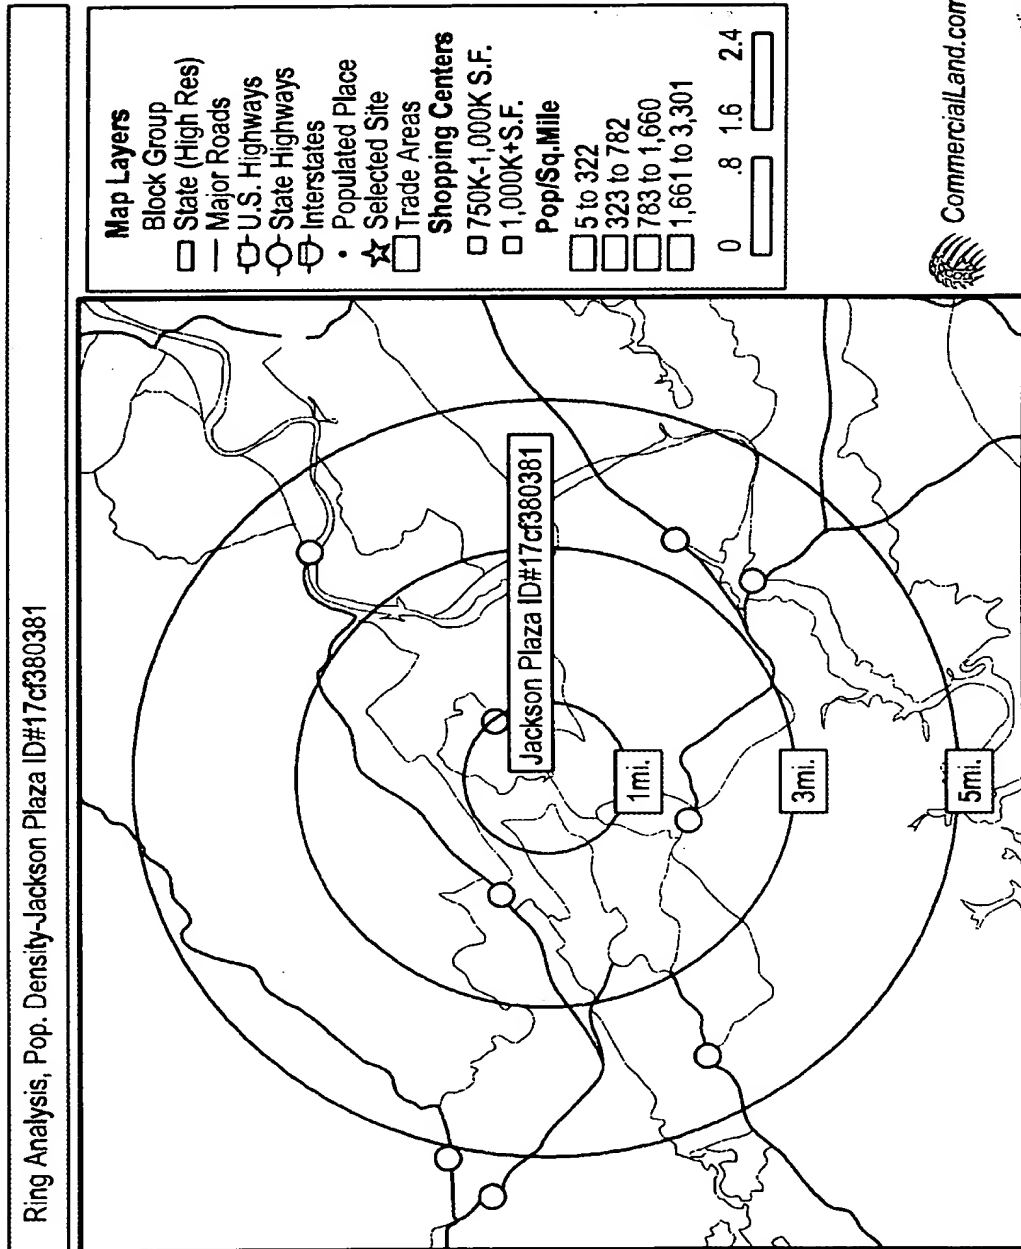 Ring Analysis, Pop. Density-Jackson Plaza ID#17cf380381
Jackson Plaza ID#17cf380381
1mi.
3mi.
5mi.
Map Layers
Block Group
State (High Res)
Major Roads
U.S. Highways
State Highways
Interstates
Populated Place
Selected Site
Trade Areas
Shopping Centers
750K-1,000K S.F.
1,000K+S.F.
Pop/Sq.Mile
5 to 322
323 to 782
783 to 1,660
1,661 to 3,301
0 .8 1.6 2.4
CommercialLand.com